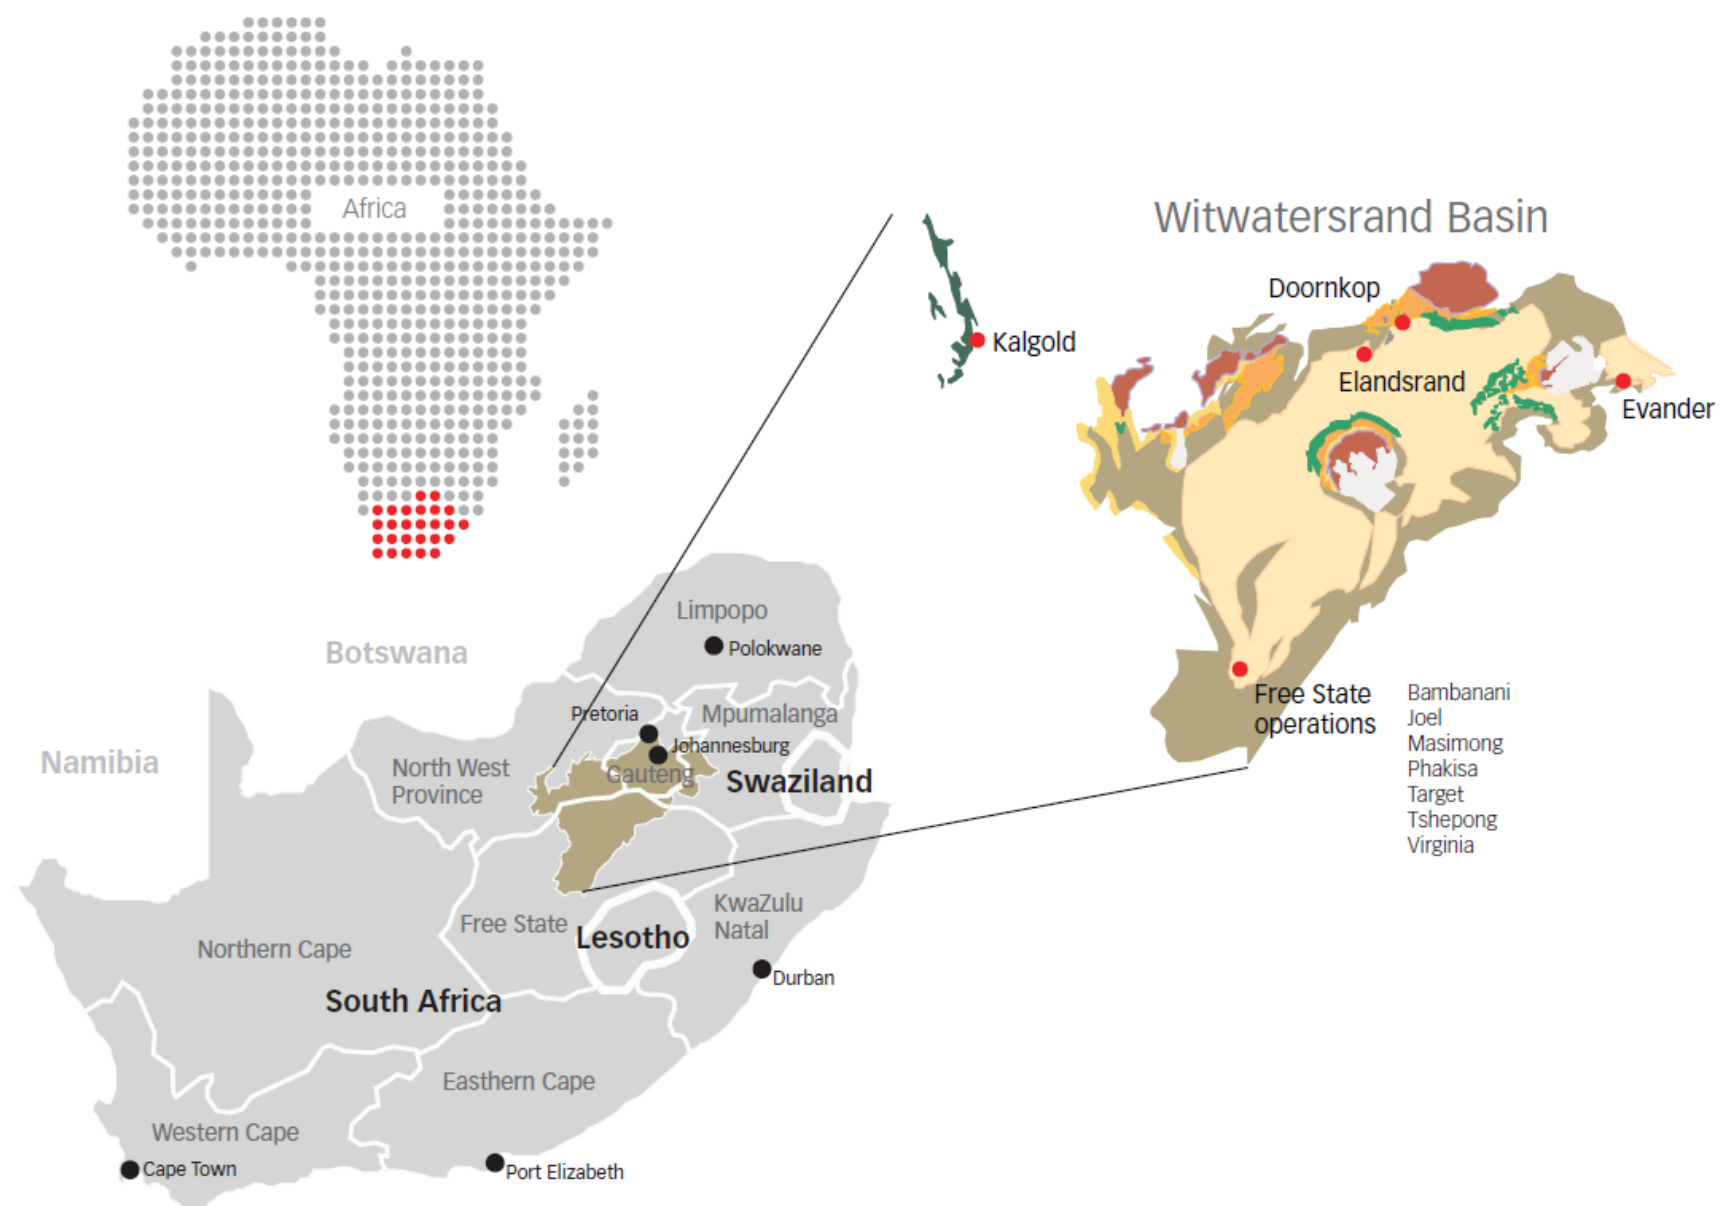 Africa
Witwatersrand Basin
Doornkop
Kalgold
Elandsrand
Evander
Free State
operations
Bambanani
Joel
Masimong
Phakisa
Target
Tshepong
Virginia
Limpopo
Polokwane
Botswana
Pretoria
Mpumalanga
Johannesburg
Namibia
North West
Province
Gauteng
Swaziland
KwaZulu
Natal
Free State
Lesotho
Northern Cape
Durban
South Africa
Easthern Cape
Western Cape
Cape Town
Port Elizabeth